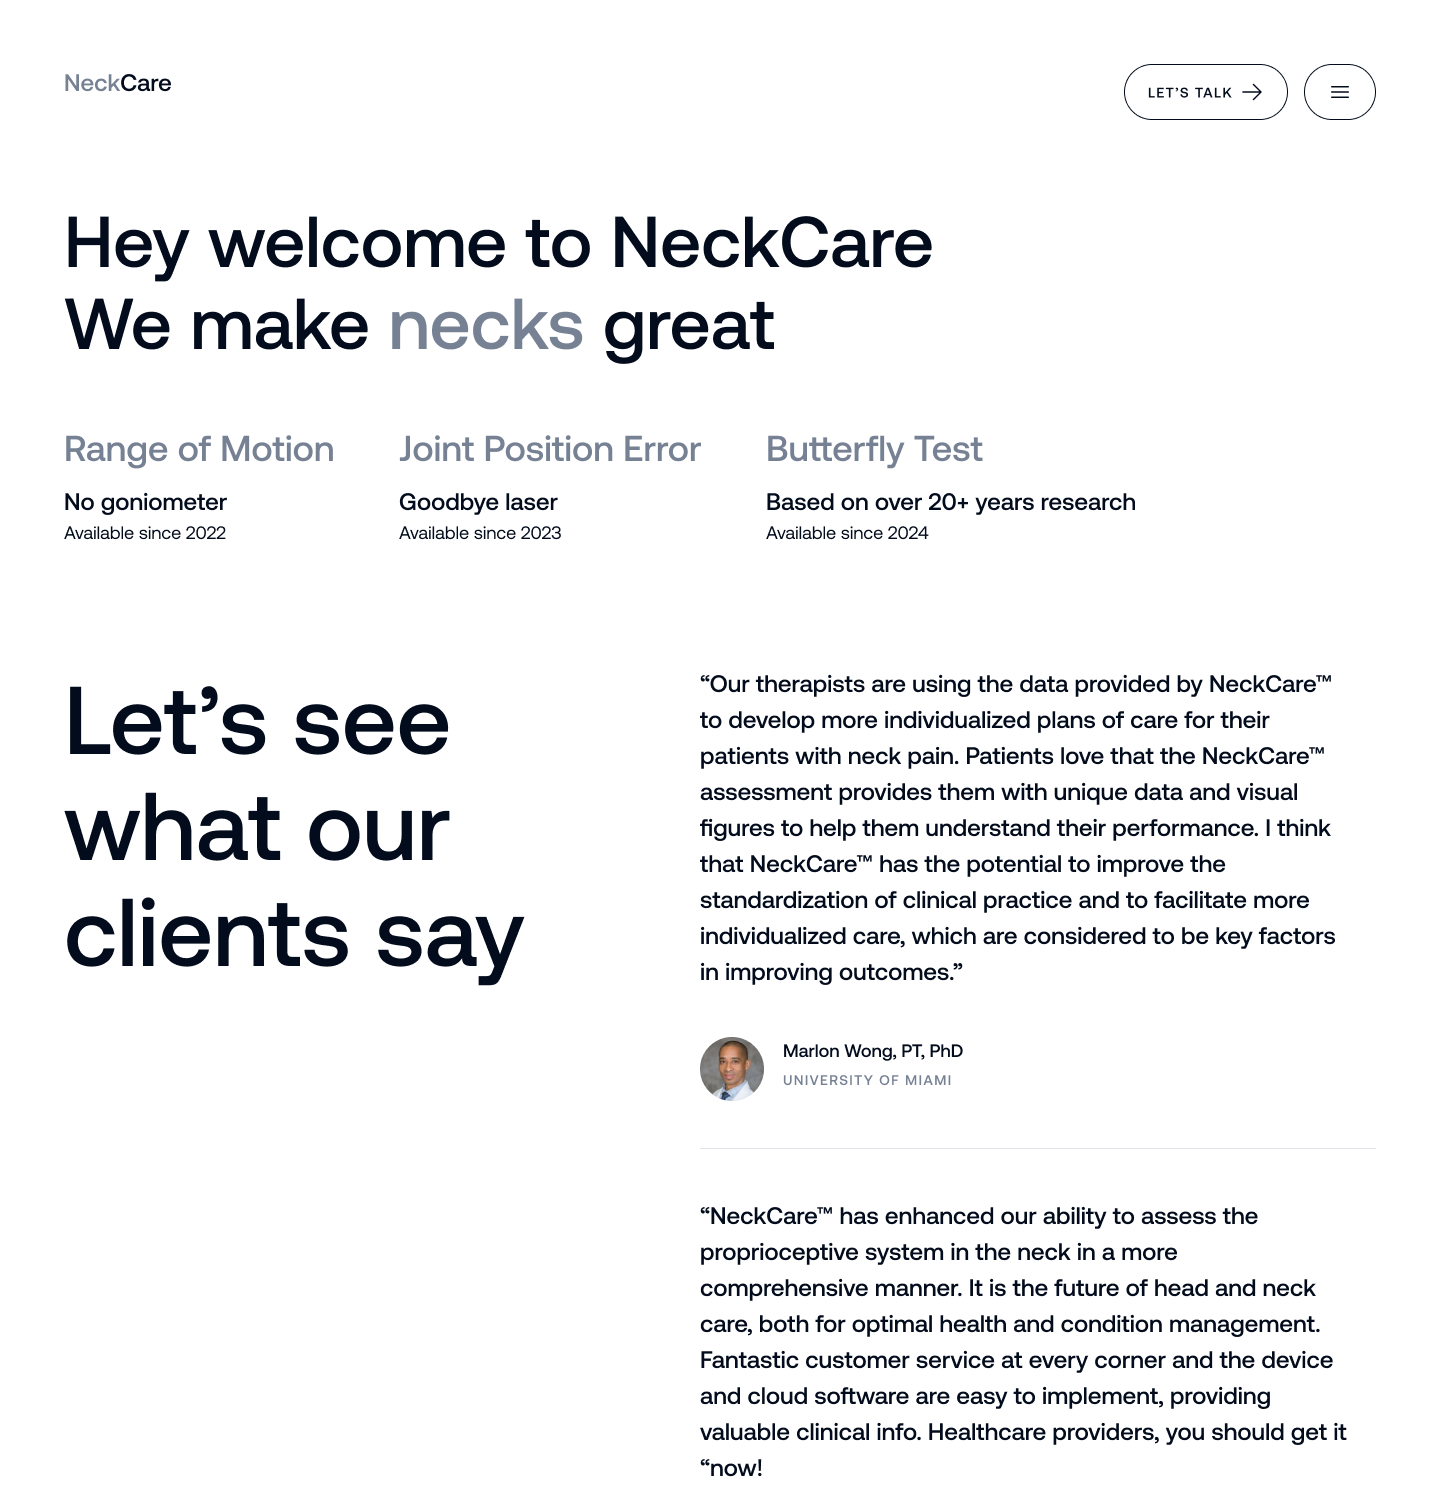 NeckCare
LET’S TALK
Hey welcome to NeckCare
We make necks great
Range of Motion
No goniometer
Available since 2022
Joint Position Error
Goodbye laser
Available since 2023
Butterfly Test
Based on over 20+ years research
Available since 2024
Let’s see
what our
clients say
“Our therapists are using the data provided by NeckCare™
to develop more individualized plans of care for their
patients with neck pain. Patients love that the NeckCare™
assessment provides them with unique data and visual
figures to help them understand their performance. I think
that NeckCare™ has the potential to improve the
standardization of clinical practice and to facilitate more
individualized care, which are considered to be key factors
in improving outcomes.”
Marlon Wong, PT, PhD
UNIVERSITY OF MIAMI
“NeckCare™ has enhanced our ability to assess the
proprioceptive system in the neck in a more
comprehensive manner. It is the future of head and neck
care, both for optimal health and condition management.
Fantastic customer service at every corner and the device
and cloud software are easy to implement, providing
valuable clinical info. Healthcare providers, you should get it
“now!